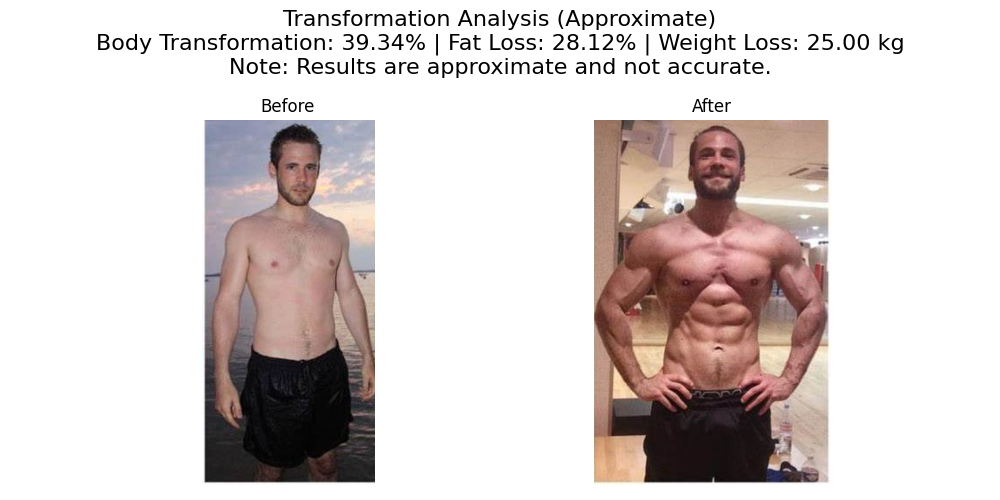 Transformation Analysis (Approximate)
Body Transformation: 39.34% | Fat Loss: 28.12% | Weight Loss: 25.00 kg
Note: Results are approximate and not accurate.
Before
After